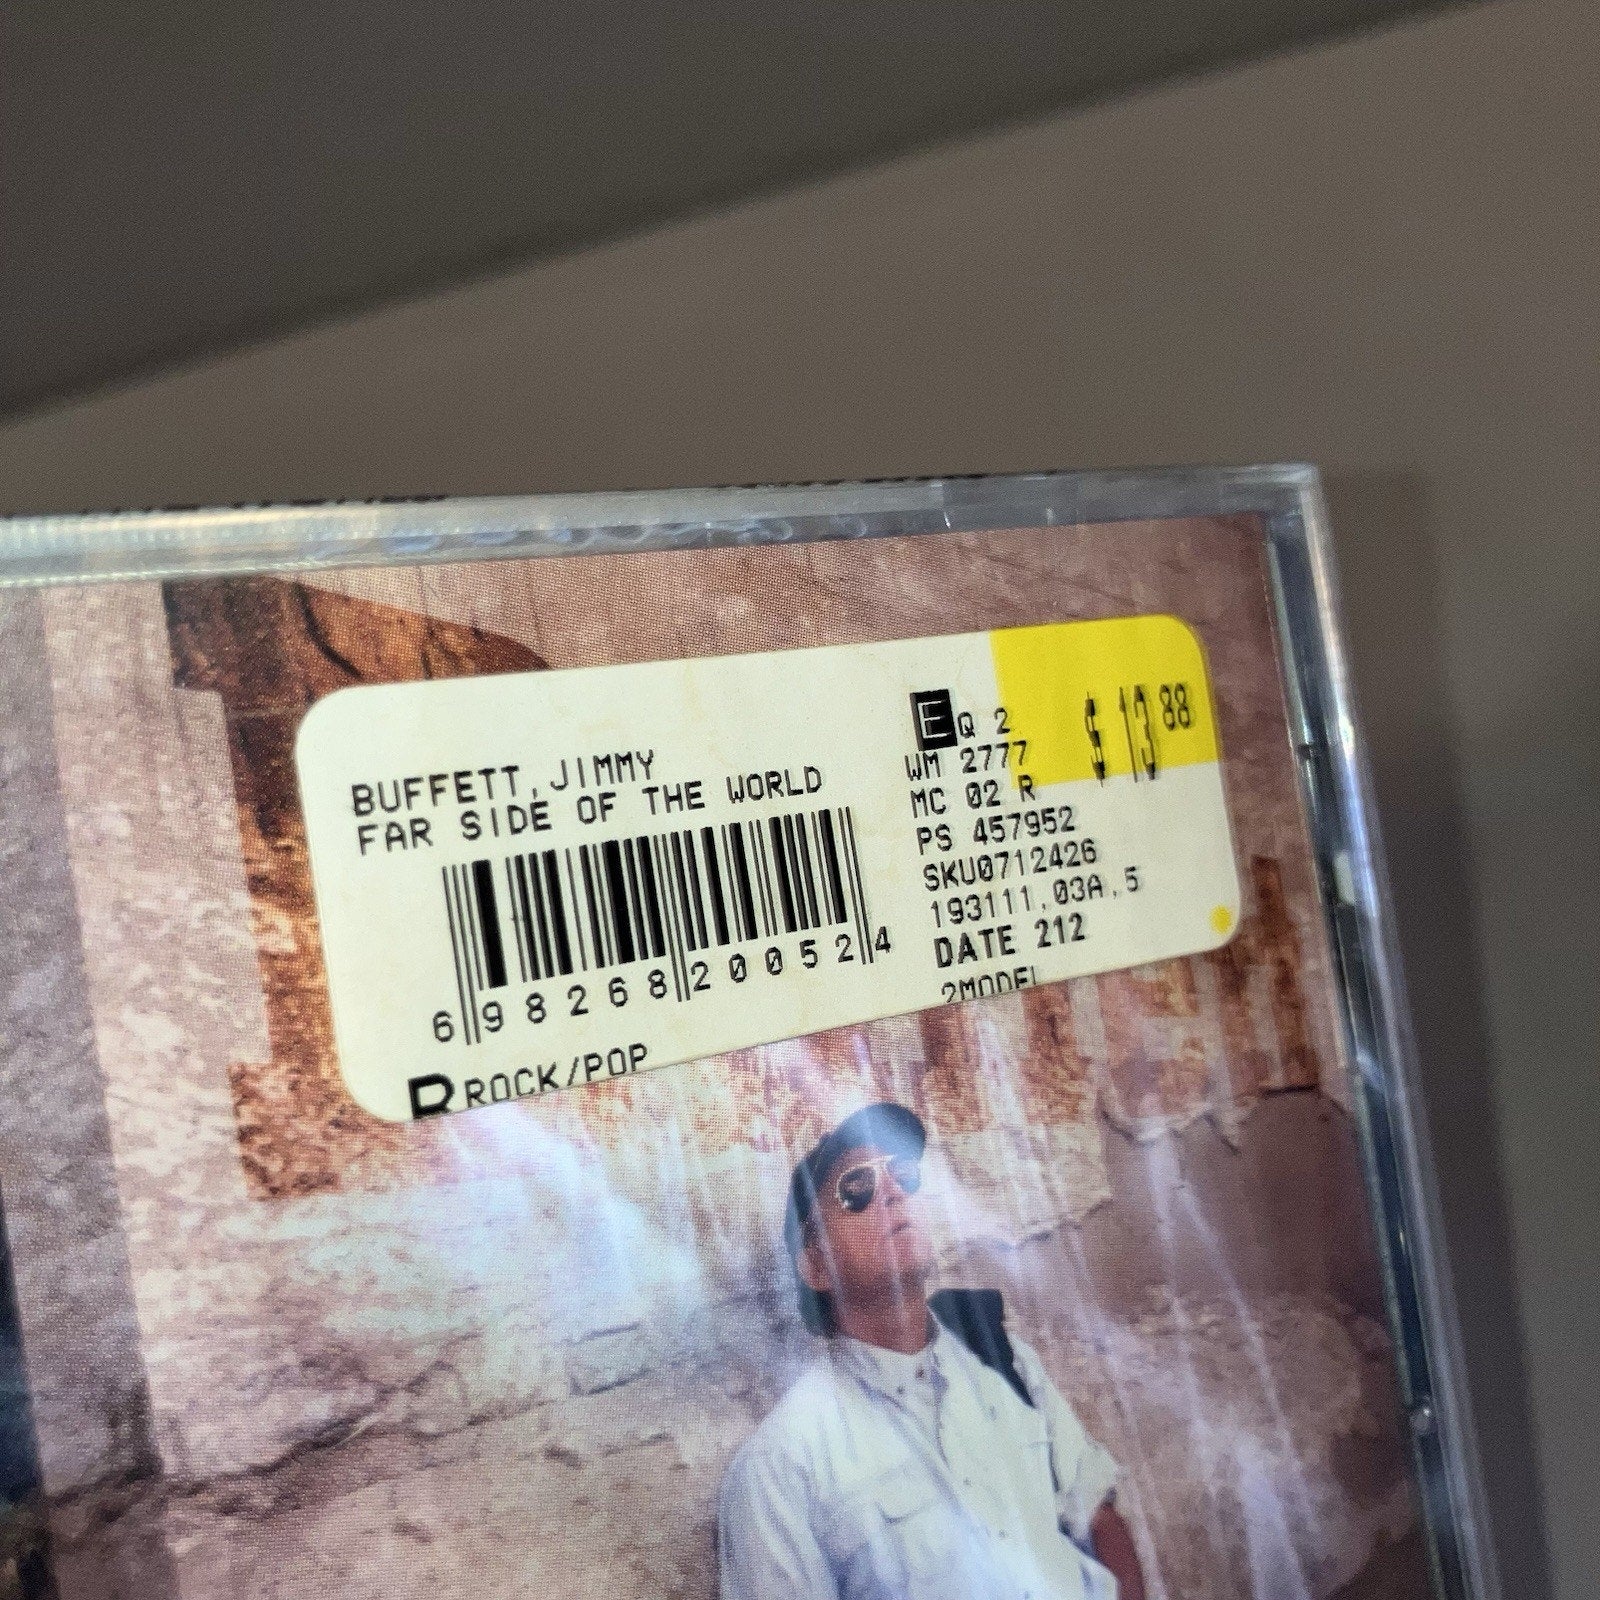 BUFFETT,JIMMY
FAR SIDE OF THE WORLD
6 98268 20052 4
R ROCK/POP
E Q 2
WM 2777
MC 02 R
PS 457952
SKU0712426
193111.03A.5
DATE 212
2MODEL
$ 13 88